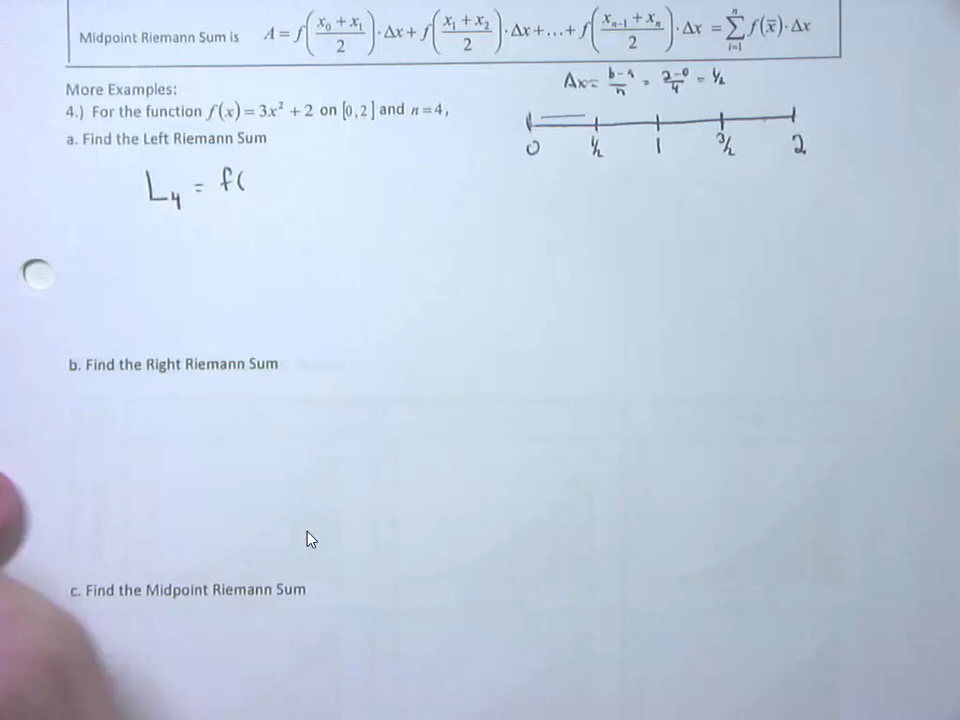 Midpoint Riemann Sum is A = f((x₀ + x₁)/2)·Δx + f((x₁ + x₂)/2)·Δx + ... + f((xₙ₋₁ + xₙ)/2)·Δx = ∑ᵢ₌₁ⁿ f(x̄)·Δx
Δx = (b-a)/n = (2-0)/4 = 1/2
More Examples:
4.) For the function f(x) = 3x² + 2 on [0,2] and n = 4,
a. Find the Left Riemann Sum
0 1/2 1 3/2 2
L₄ = f(
b. Find the Right Riemann Sum
c. Find the Midpoint Riemann Sum